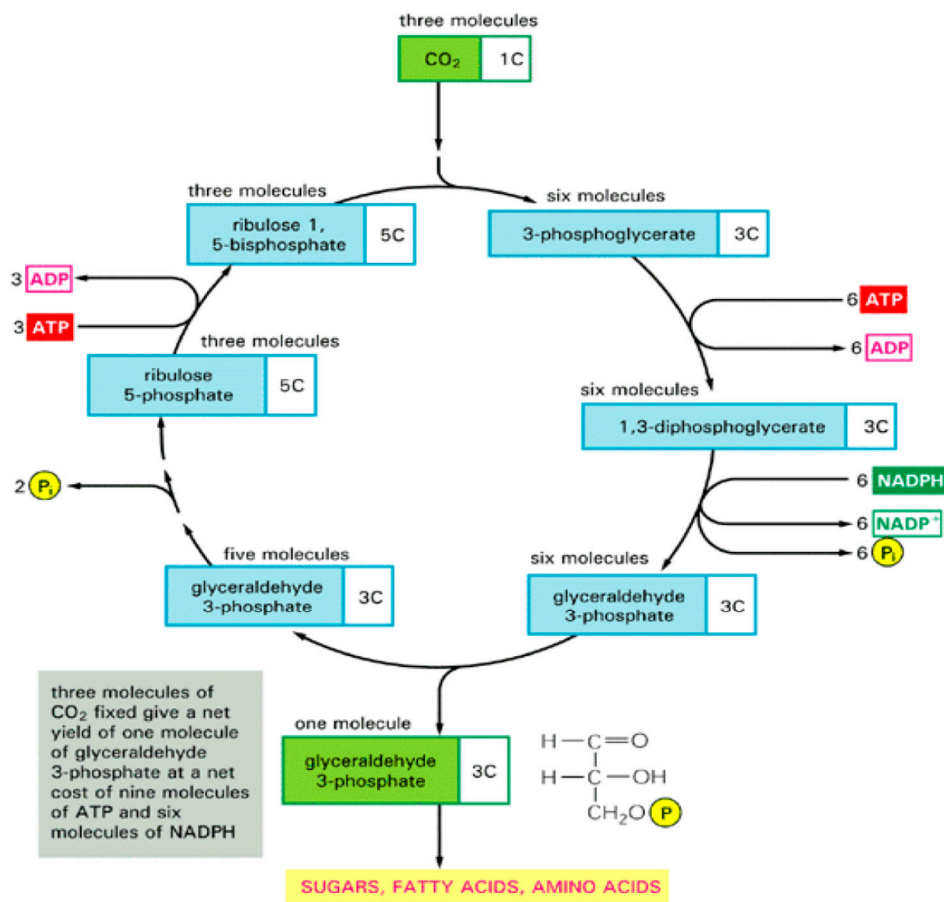 three molecules
CO₂ 1C
three molecules
ribulose 1,
5-bisphosphate
5C
six molecules
3-phosphoglycerate 3C
3 ADP
3 ATP
6 ATP
6 ADP
three molecules
ribulose
5-phosphate
5C
six molecules
1,3-diphosphoglycerate 3C
2 Pi
6 NADPH
6 NADP⁺
6 Pi
five molecules
glyceraldehyde
3-phosphate
3C
six molecules
glyceraldehyde
3-phosphate
3C
three molecules of
CO₂ fixed give a net
yield of one molecule
of glyceraldehyde
3-phosphate at a net
cost of nine molecules
of ATP and six
molecules of NADPH
one molecule
glyceraldehyde
3-phosphate
3C
H—C=O
H—C—OH
CH₂O P
SUGARS, FATTY ACIDS, AMINO ACIDS